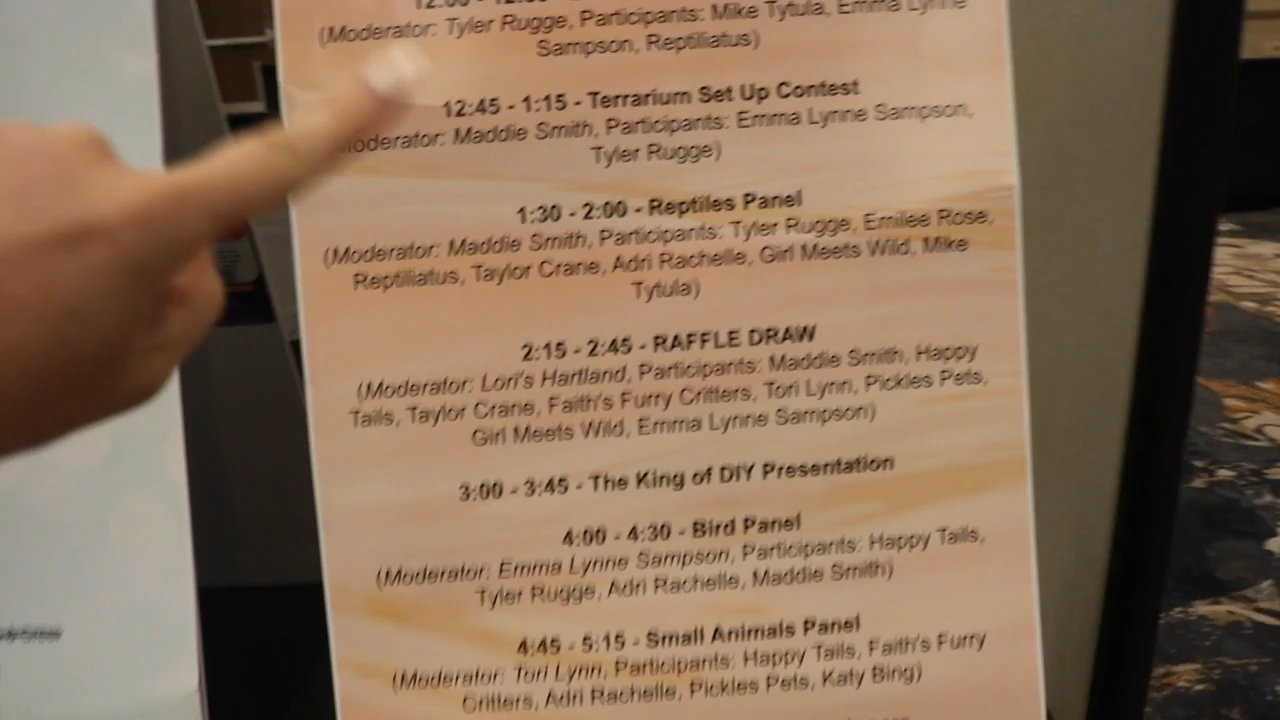 (Moderator: Tyler Rugge, Participants: Mike Tytula, Emma Lynne
Sampson, Reptiliatus)
12:45 - 1:15 - Terrarium Set Up Contest
Moderator: Maddie Smith, Participants: Emma Lynne Sampson,
Tyler Rugge)
1:30 - 2:00 - Reptiles Panel
(Moderator: Maddie Smith, Participants: Tyler Rugge, Emilee Rose,
Reptiliatus, Taylor Crane, Adri Rachelle, Girl Meets Wild, Mike
Tytula)
2:15 - 2:45 - RAFFLE DRAW
(Moderator: Lori's Hartland, Participants: Maddie Smith, Happy
Tails, Taylor Crane, Faith's Furry Critters, Tori Lynn, Pickles Pets,
Girl Meets Wild, Emma Lynne Sampson)
3:00 - 3:45 - The King of DIY Presentation
4:00 - 4:30 - Bird Panel
(Moderator: Emma Lynne Sampson, Participants: Happy Tails,
Tyler Rugge, Adri Rachelle, Maddie Smith)
4:45 - 5:15 - Small Animals Panel
(Moderator: Tori Lynn, Participants: Happy Tails, Faith's Furry
Critters, Adri Rachelle, Pickles Pets, Katy Bing)